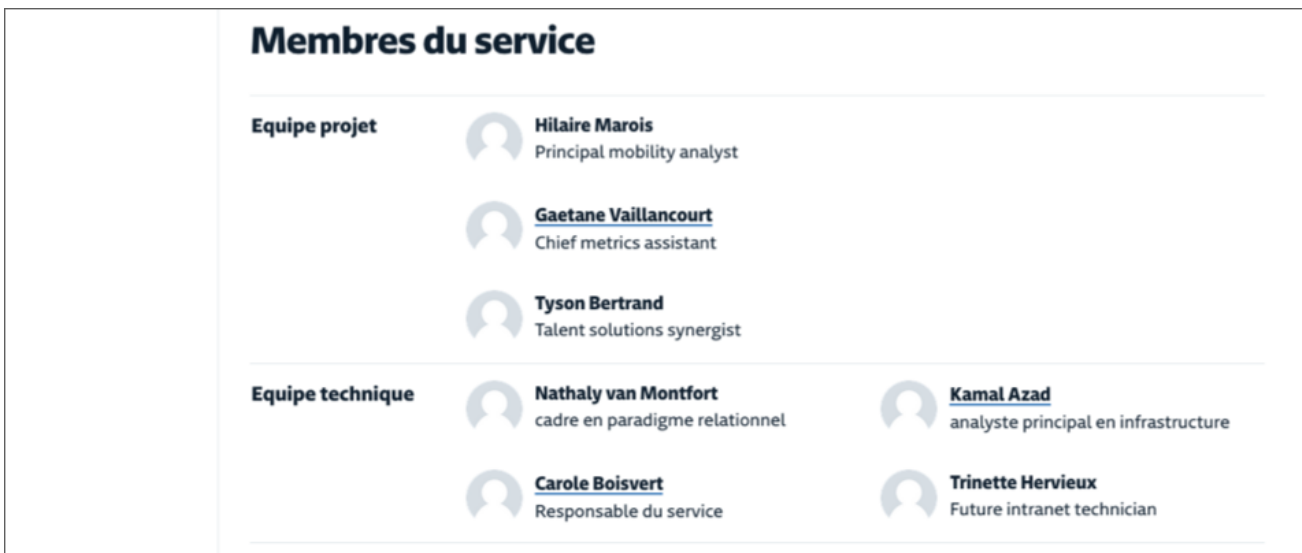 Membres du service
Equipe projet
Hilaire Marois
Principal mobility analyst
Gaetane Vaillancourt
Chief metrics assistant
Tyson Bertrand
Talent solutions synergist
Equipe technique
Nathaly van Montfort
cadre en paradigme relationnel
Kamal Azad
analyste principal en infrastructure
Carole Boisvert
Responsable du service
Trinette Hervieux
Future intranet technician